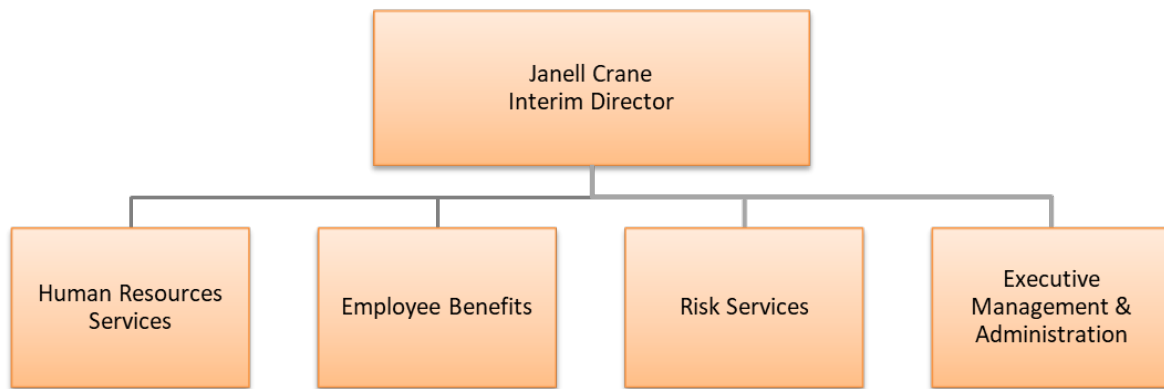 Janell Crane
Interim Director
Human Resources
Services
Employee Benefits
Risk Services
Executive
Management &
Administration